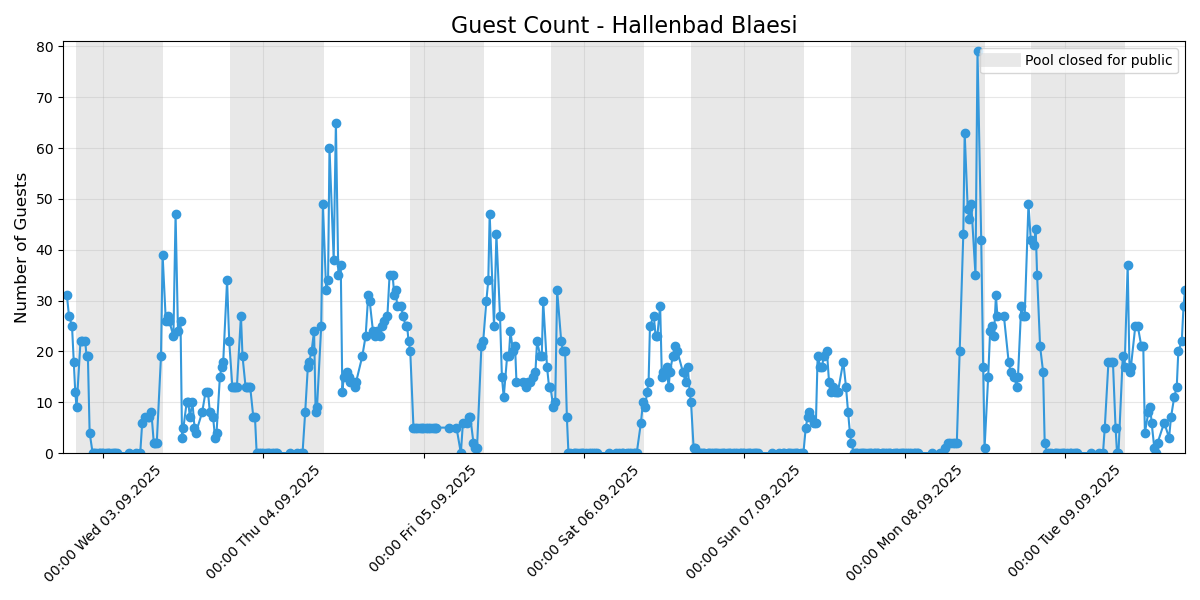 Guest Count - Hallenbad Blaesi
Pool closed for public
Number of Guests
80
70
60
50
40
30
20
10
0
00:00 Wed 03.09.2025
00:00 Thu 04.09.2025
00:00 Fri 05.09.2025
00:00 Sat 06.09.2025
00:00 Sun 07.09.2025
00:00 Mon 08.09.2025
00:00 Tue 09.09.2025